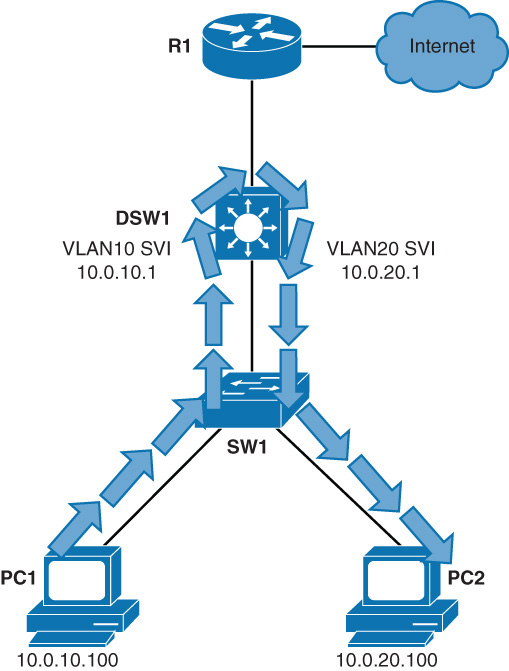 R1
Internet
DSW1
VLAN10 SVI
10.0.10.1
VLAN20 SVI
10.0.20.1
SW1
PC1
PC2
10.0.10.100
10.0.20.100